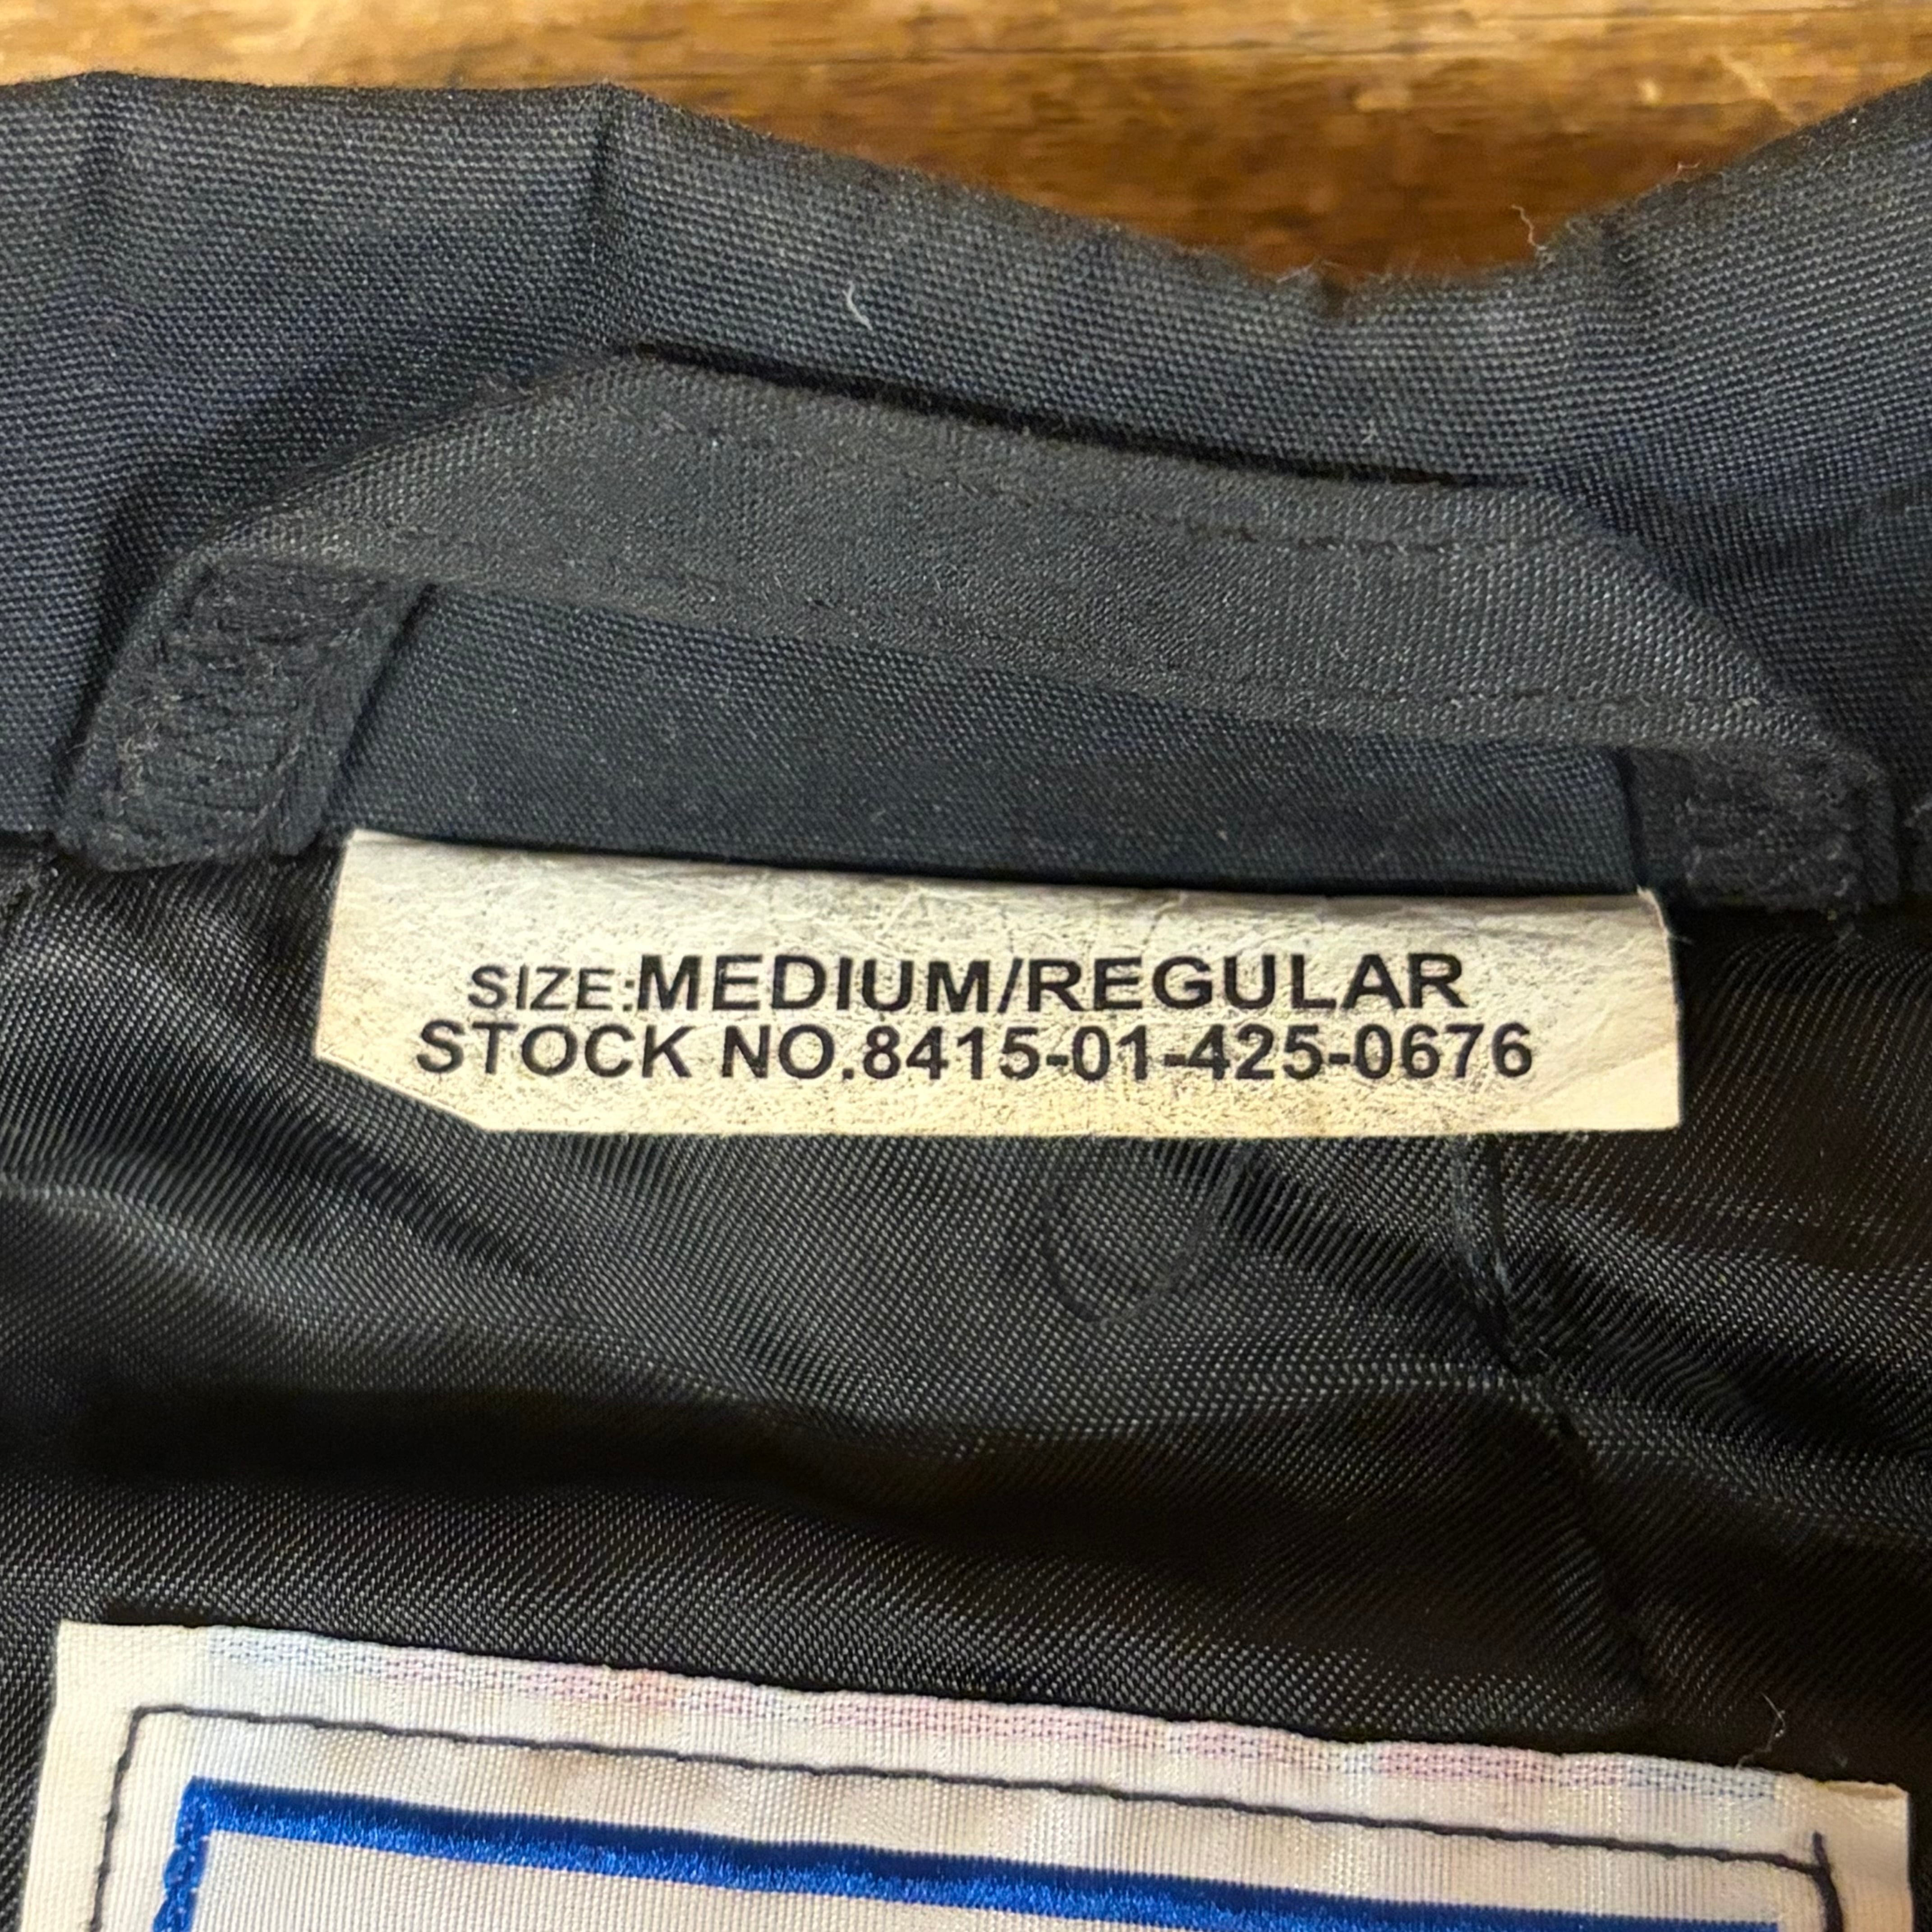 SIZE:MEDIUM/REGULAR
STOCK NO.8415-01-425-0676